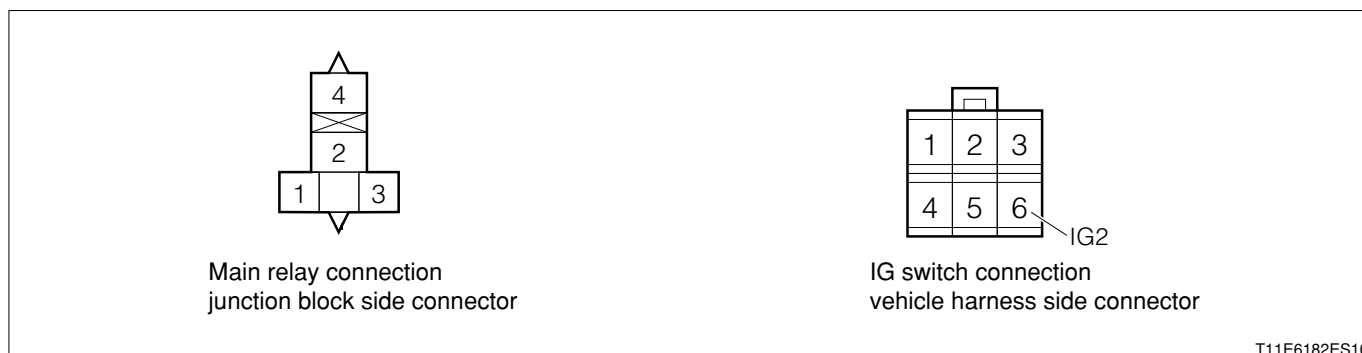 4
2
1 3
Main relay connection
junction block side connector
1 2 3
4 5 6
IG2
IG switch connection
vehicle harness side connector